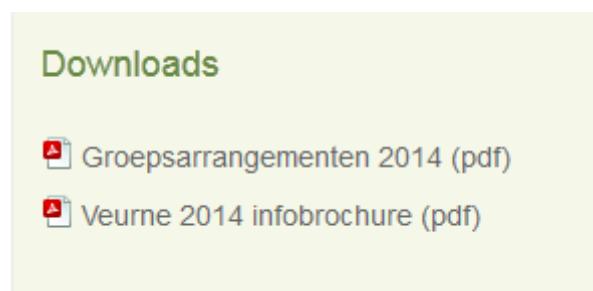 Downloads
Groepsarrangementen 2014 (pdf)
Veurne 2014 infobrochure (pdf)